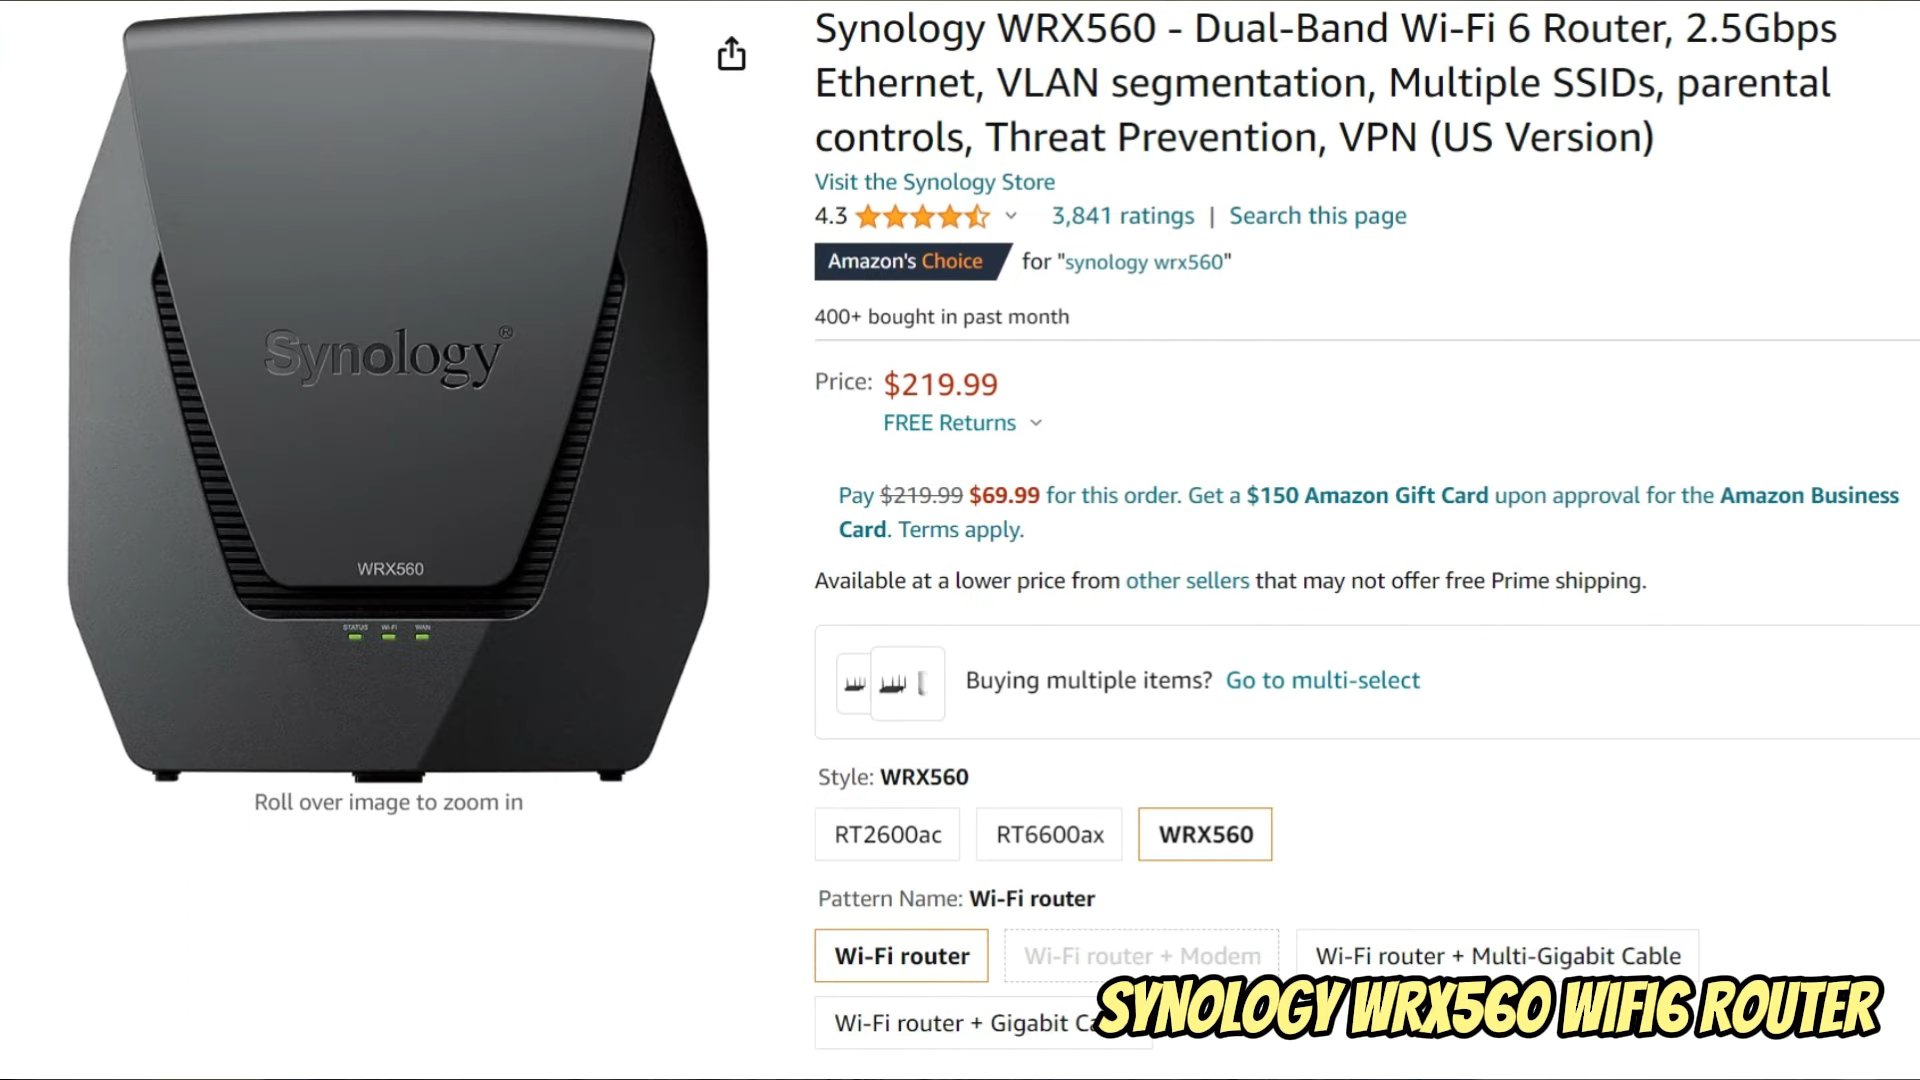 Synology®
WRX560
STATUS Wi-Fi WAN
Roll over image to zoom in
Synology WRX560 - Dual-Band Wi-Fi 6 Router, 2.5Gbps
Ethernet, VLAN segmentation, Multiple SSIDs, parental
controls, Threat Prevention, VPN (US Version)
Visit the Synology Store
4.3 3,841 ratings | Search this page
Amazon's Choice for "synology wrx560"
400+ bought in past month
Price: $219.99
FREE Returns
Pay $219.99 $69.99 for this order. Get a $150 Amazon Gift Card upon approval for the Amazon Business
Card. Terms apply.
Available at a lower price from other sellers that may not offer free Prime shipping.
Buying multiple items? Go to multi-select
Style: WRX560
RT2600ac RT6600ax WRX560
Pattern Name: Wi-Fi router
Wi-Fi router Wi-Fi router + Modem Wi-Fi router + Multi-Gigabit Cable
Wi-Fi router + Gigabit
SYNOLOGY WRX560 WIFI6 ROUTER